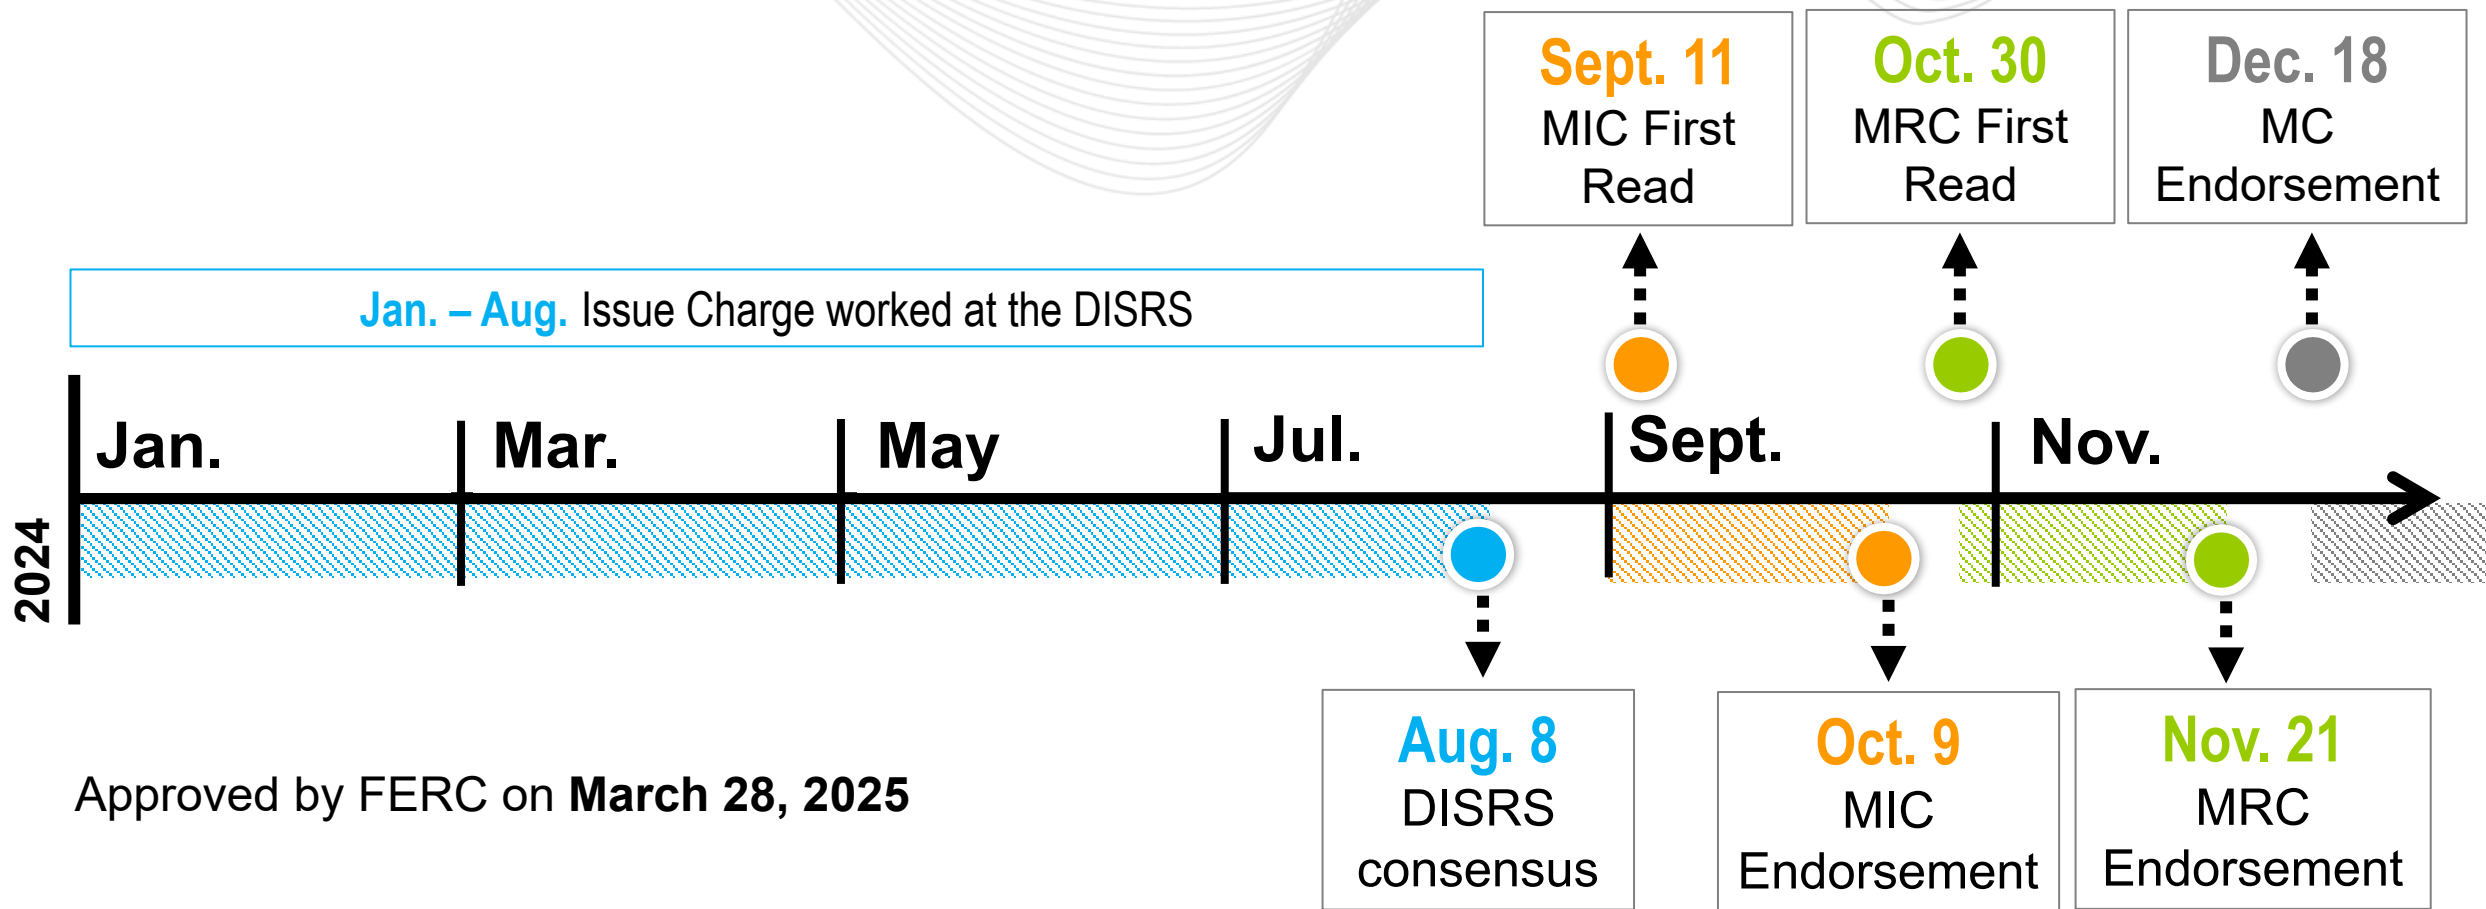 Sept. 11
MIC First
Read
Oct. 30
MRC First
Read
Dec. 18
MC
Endorsement
Jan. – Aug. Issue Charge worked at the DISRS
Jan.
Mar.
May
Jul.
Sept.
Nov.
2024
Aug. 8
DISRS
consensus
Oct. 9
MIC
Endorsement
Nov. 21
MRC
Endorsement
Approved by FERC on March 28, 2025